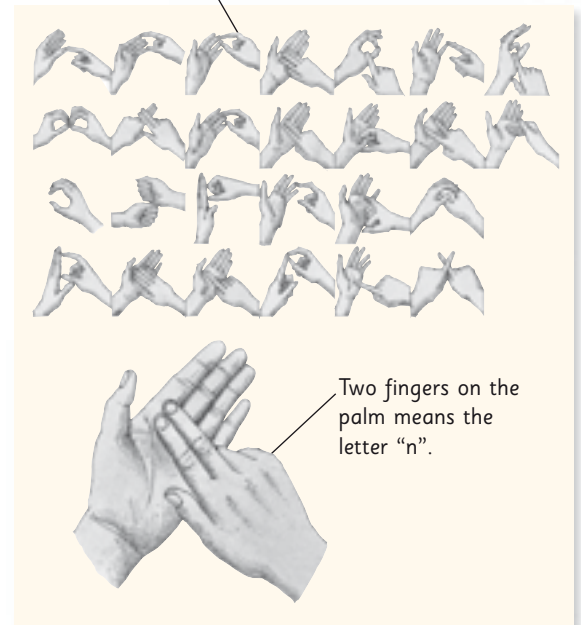 Two fingers on the
palm means the
letter “n”.